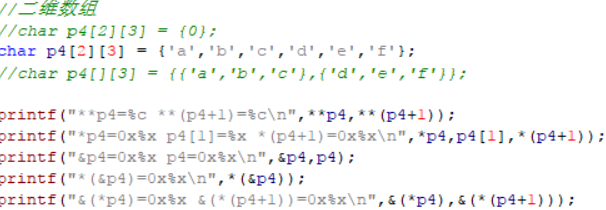 //二维数组
//char p4[2][3] = {0};
char p4[2][3] = {'a','b','c','d','e','f'};
//char p4[][3] = {{'a','b','c'},{'d','e','f'}};
printf("**p4=%c **(p4+1)=%c\n",**p4,**(p4+1));
printf("*p4=0x%x p4[1]=%x *(p4+1)=0x%x\n",*p4,p4[1],*(p4+1));
printf("&p4=0x%x p4=0x%x\n",&p4,p4);
printf("*(&p4)=0x%x\n",*(&p4));
printf("&(*p4)=0x%x &(*(p4+1))=0x%x\n",&(*p4),&(*(p4+1)));